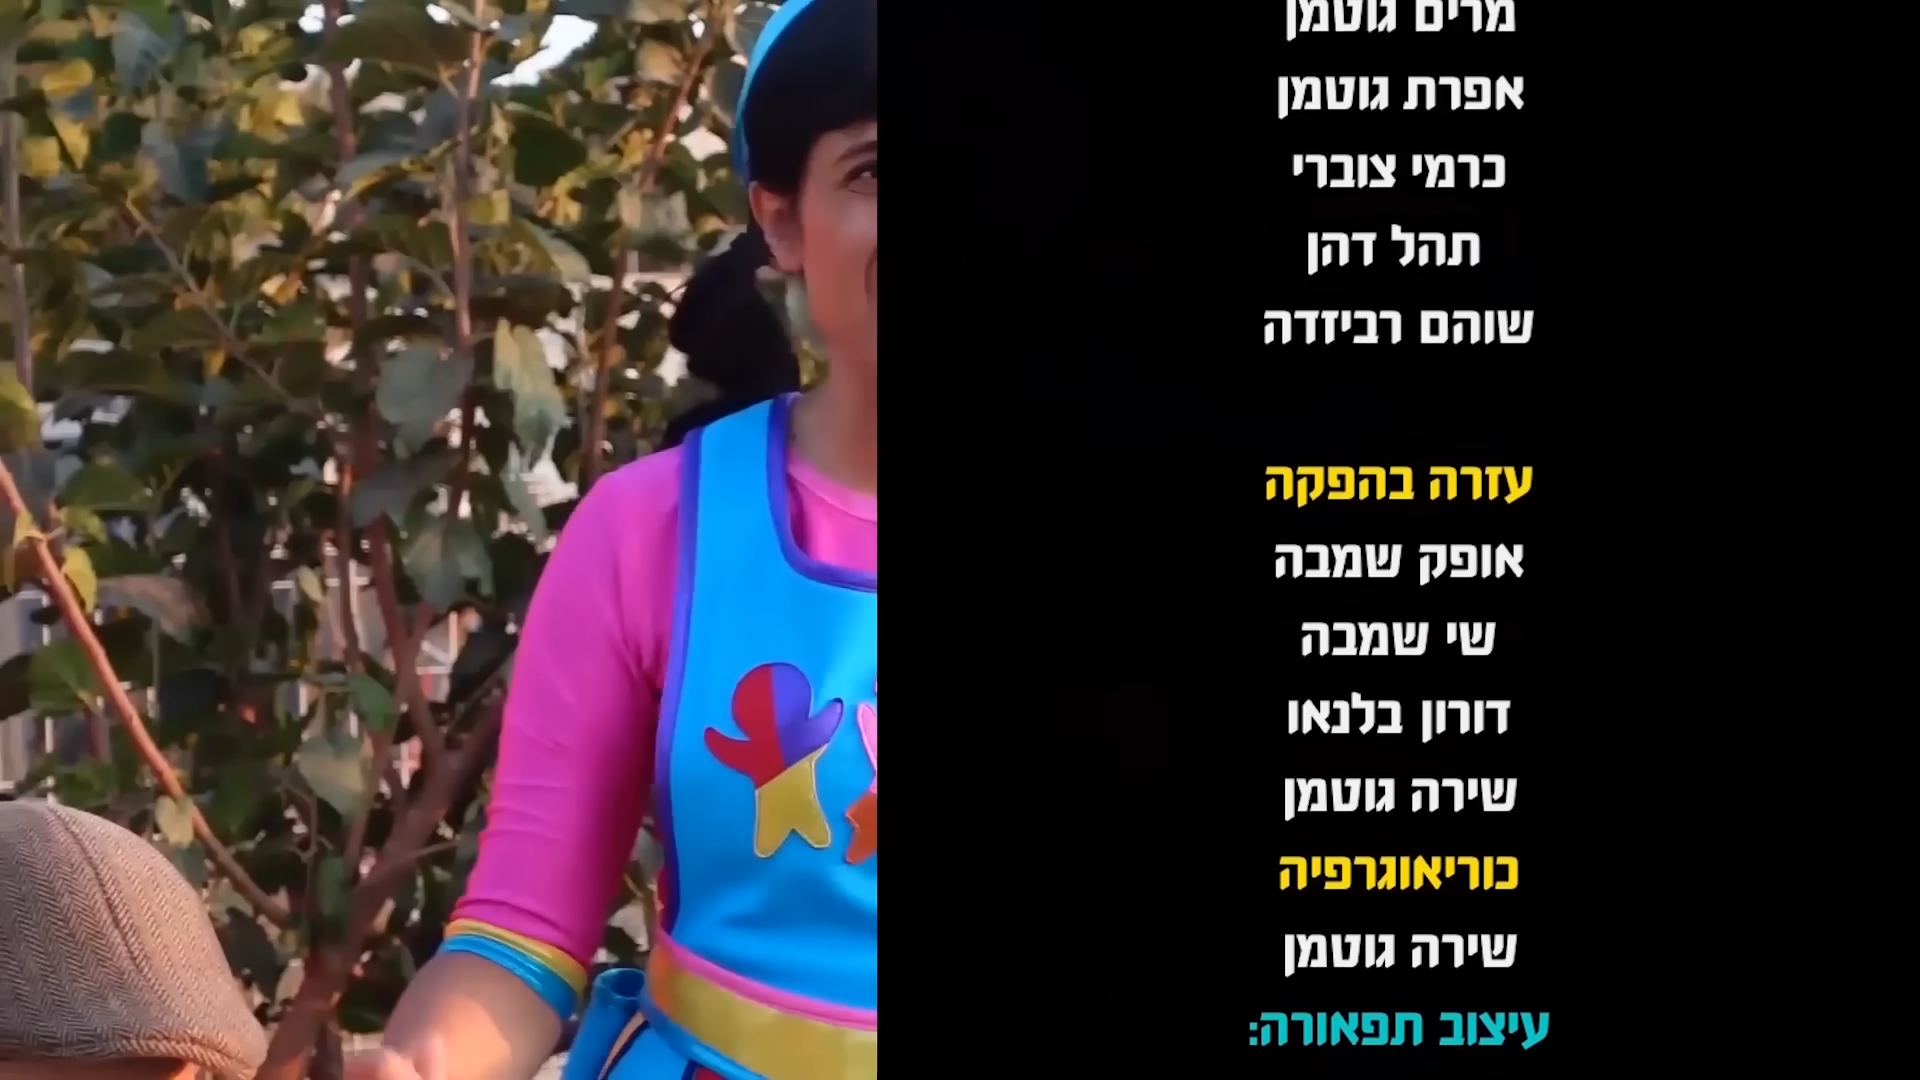 מרים גוטמן
אפרת גוטמן
כרמי צוברי
תהל דהן
שוהם רביזדה
עזרה בהפקה
אופק שמבה
שי שמבה
דורון בלנאו
שירה גוטמן
כוריאוגרפיה
שירה גוטמן
עיצוב תפאורה: